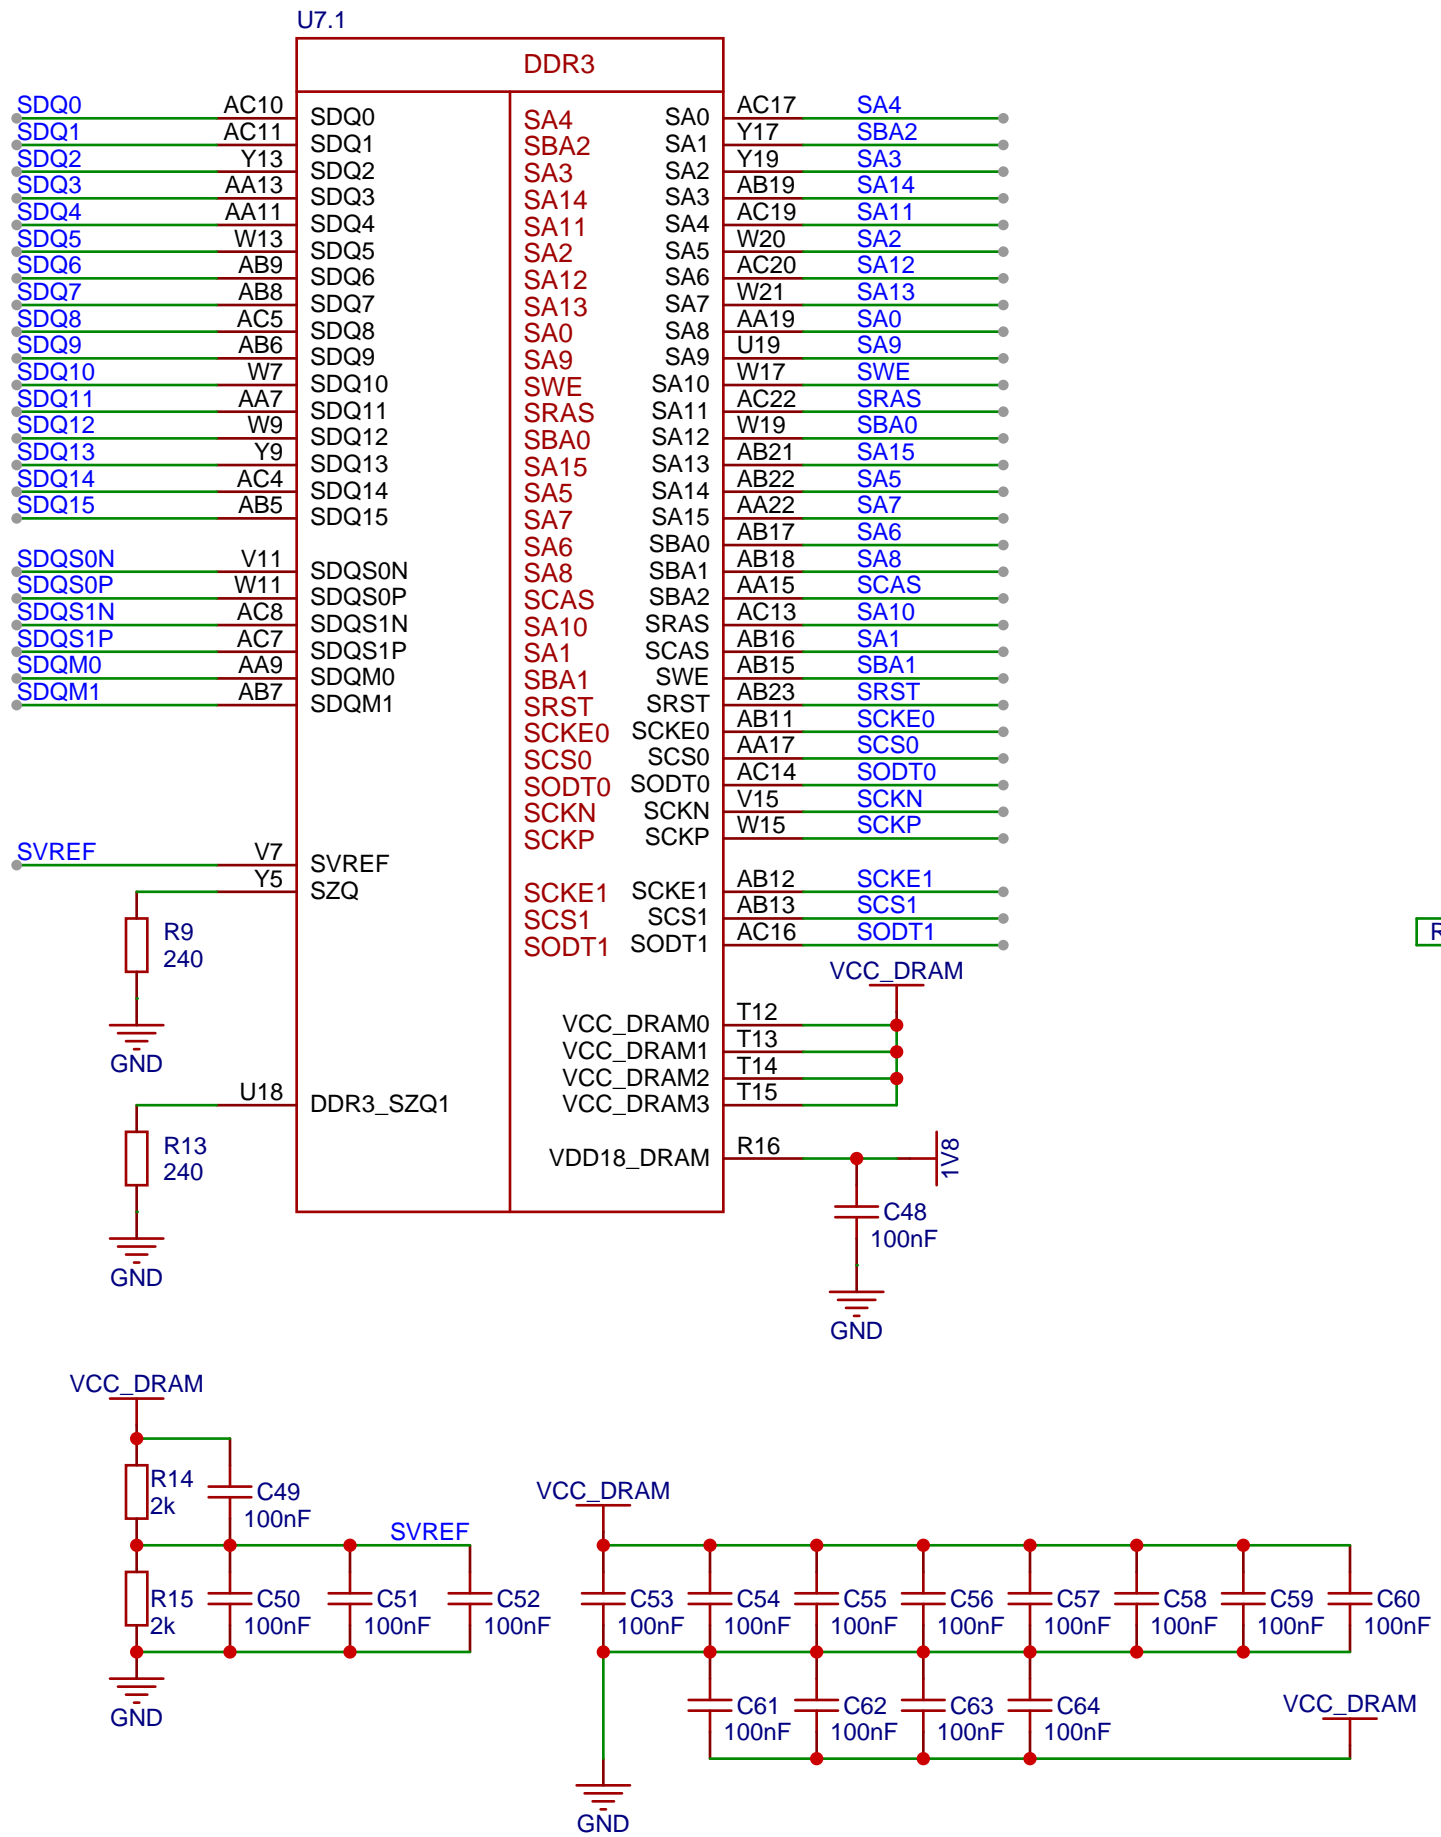 U7.1
DDR3
SDQ0 AC10 SDQ0 SA4 SA0 AC17 SA4
SDQ1 AC11 SDQ1 SBA2 SA1 Y17 SBA2
SDQ2 Y13 SDQ2 SA3 SA2 Y19 SA3
SDQ3 AA13 SDQ3 SA14 SA3 AB19 SA14
SDQ4 AA11 SDQ4 SA11 SA4 AC19 SA11
SDQ5 W13 SDQ5 SA2 SA5 W20 SA2
SDQ6 AB9 SDQ6 SA12 SA6 AC20 SA12
SDQ7 AB8 SDQ7 SA13 SA7 W21 SA13
SDQ8 AC5 SDQ8 SA0 SA8 AA19 SA0
SDQ9 AB6 SDQ9 SA9 SA9 U19 SA9
SDQ10 W7 SDQ10 SWE SA10 W17 SWE
SDQ11 AA7 SDQ11 SRAS SA11 AC22 SRAS
SDQ12 W9 SDQ12 SBA0 SA12 W19 SBA0
SDQ13 Y9 SDQ13 SA15 SA13 AB21 SA15
SDQ14 AC4 SDQ14 SA5 SA14 AB22 SA5
SDQ15 AB5 SDQ15 SA7 SA15 AA22 SA7
SA6 SBA0 AB17 SA6
SDQS0N V11 SDQS0N SA8 SBA1 AB18 SA8
SDQS0P W11 SDQS0P SCAS SBA2 AA15 SCAS
SDQS1N AC8 SDQS1N SA10 SRAS AC13 SA10
SDQS1P AC7 SDQS1P SA1 SCAS AB16 SA1
SDQM0 AA9 SDQM0 SBA1 SWE AB15 SBA1
SDQM1 AB7 SDQM1 SRST SRST AB23 SRST
SCKE0 SCKE0 AB11 SCKE0
SCS0 SCS0 AA17 SCS0
SODT0 SODT0 AC14 SODT0
SCKN SCKN V15 SCKN
SCKP SCKP W15 SCKP
SVREF V7 SVREF
Y5 SZQ SCKE1 SCKE1 AB12 SCKE1
SCS1 SCS1 AB13 SCS1
R9 SODT1 SODT1 AC16 SODT1 R
240
VCC_DRAM
VCC_DRAM0 T12
VCC_DRAM1 T13
GND
VCC_DRAM2 T14
U18 DDR3_SZQ1 VCC_DRAM3 T15
R13
240
VDD18_DRAM R16 1V8
C48
100nF
GND
GND
VCC_DRAM
R14
2k
C49
100nF
VCC_DRAM
SVREF
R15 C50 C51 C52 C53 C54 C55 C56 C57 C58 C59 C60
2k 100nF 100nF 100nF 100nF 100nF 100nF 100nF 100nF 100nF 100nF 100nF
GND
C61 C62 C63 C64 VCC_DRAM
100nF 100nF 100nF 100nF
GND